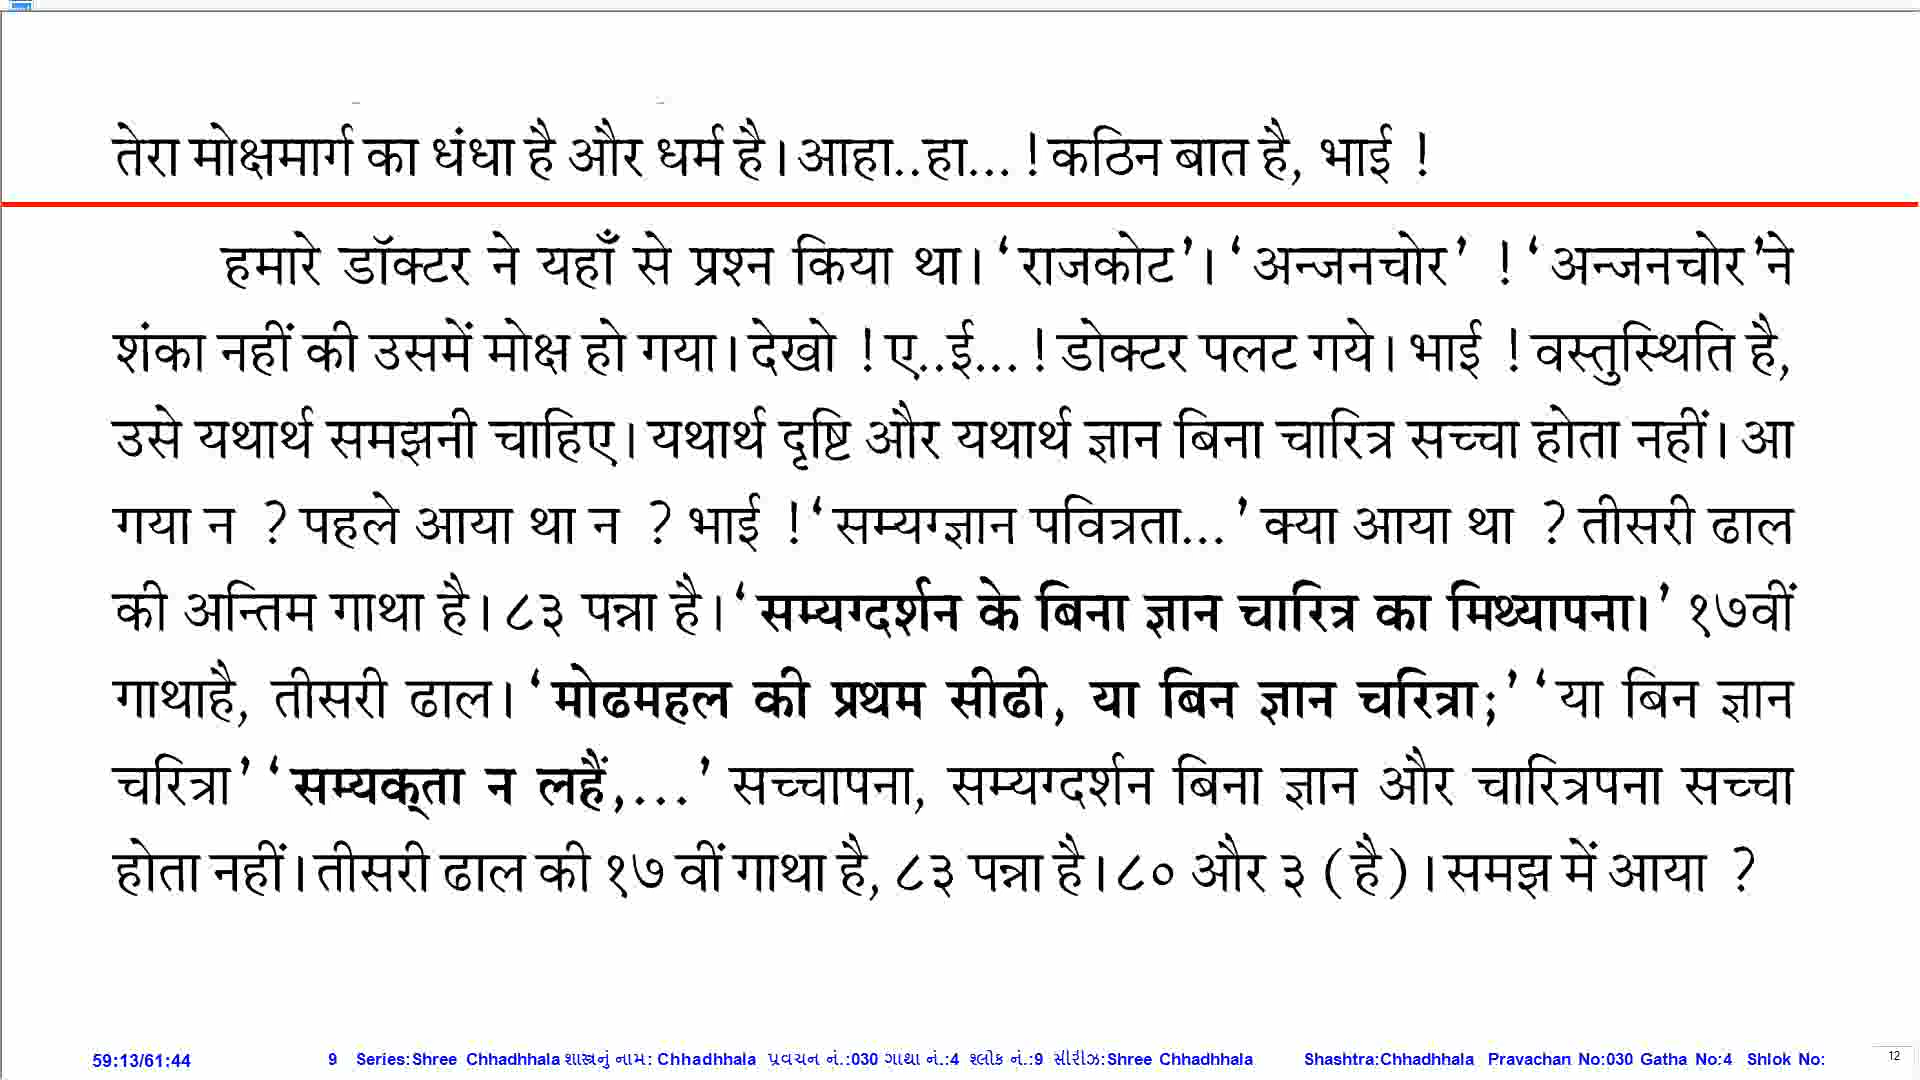 तेरा मोक्षमार्ग का धंधा है और धर्म है। आहा..हा... ! कठिन बात है, भाई !
हमारे डॉक्टर ने यहाँ से प्रश्न किया था। ‘राजकोट’। ‘अन्जनचोर’ ! ‘अन्जनचोर’ने
शंका नहीं की उसमें मोक्ष हो गया। देखो ! ए..ई... ! डोक्टर पलट गये। भाई ! वस्तुस्थिति है,
उसे यथार्थ समझनी चाहिए। यथार्थ दृष्टि और यथार्थ ज्ञान बिना चारित्र सच्चा होता नहीं। आ
गया न ? पहले आया था न ? भाई ! ‘सम्यग्ज्ञान पवित्रता...’ क्या आया था ? तीसरी ढाल
की अन्तिम गाथा है। ८३ पन्ना है। ‘सम्यग्दर्शन के बिना ज्ञान चारित्र का मिथ्यापना।’ १७वीं
गाथाहै, तीसरी ढाल। ‘मोढमहल की प्रथम सीढी, या बिन ज्ञान चरित्रा;’ ‘या बिन ज्ञान
चरित्रा’ ‘सम्यक्ता न लहैं,...’ सच्चापना, सम्यग्दर्शन बिना ज्ञान और चारित्रपना सच्चा
होता नहीं। तीसरी ढाल की १७ वीं गाथा है, ८३ पन्ना है। ८० और ३ (है)। समझ में आया ?
59:13/61:44 9 Series:Shree Chhadhhala શાસ્ત્રનું નામ: Chhadhhala પ્રવચન નં.:030 ગાથા નં.:4 શ્લોક નં.:9 સીરીઝ:Shree Chhadhhala Shashtra:Chhadhhala Pravachan No:030 Gatha No:4 Shlok No: 12